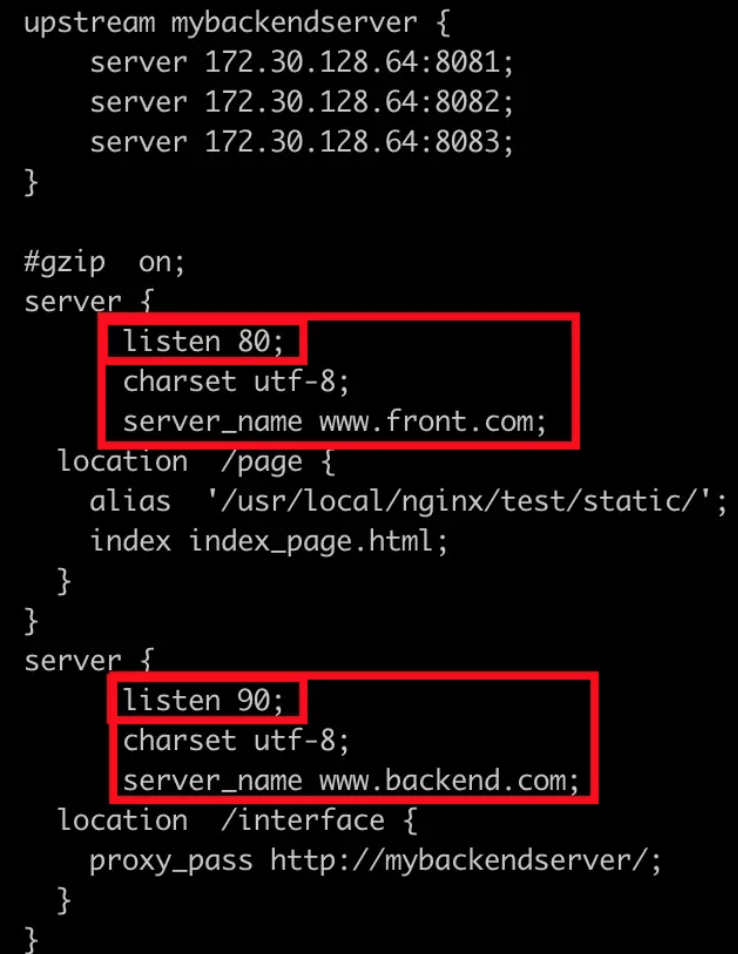 upstream mybackendserver {
    server 172.30.128.64:8081;
    server 172.30.128.64:8082;
    server 172.30.128.64:8083;
}

#gzip  on;
server {
      listen 80;
      charset utf-8;
      server_name www.front.com;
  location  /page {
    alias  '/usr/local/nginx/test/static/';
    index index_page.html;
  }
}
server {
      listen 90;
      charset utf-8;
      server_name www.backend.com;
  location  /interface {
    proxy_pass http://mybackendserver/;
  }
}